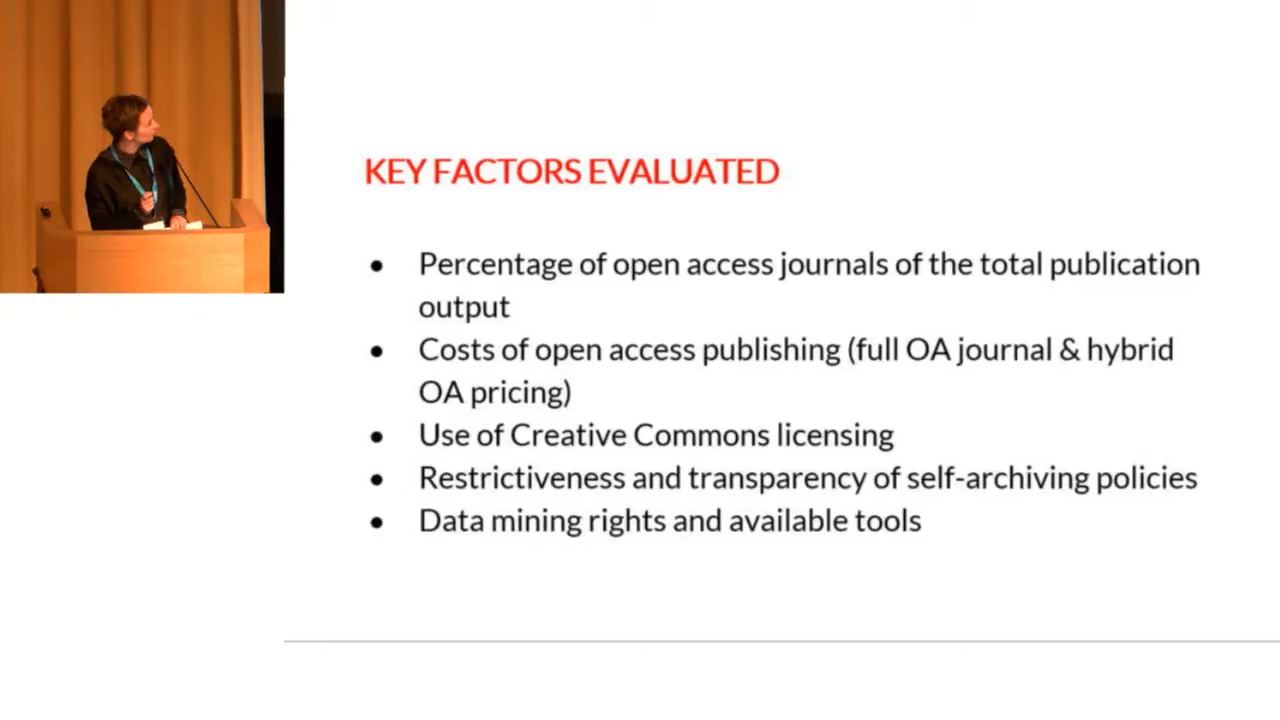 KEY FACTORS EVALUATED
• Percentage of open access journals of the total publication
output
• Costs of open access publishing (full OA journal & hybrid
OA pricing)
• Use of Creative Commons licensing
• Restrictiveness and transparency of self-archiving policies
• Data mining rights and available tools